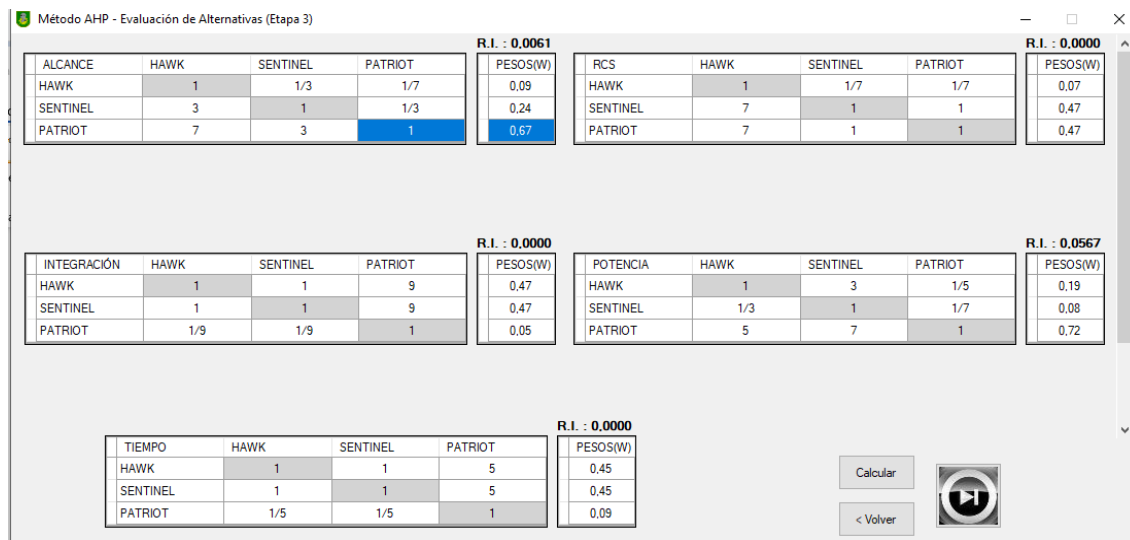 Método AHP - Evaluación de Alternativas (Etapa 3)
R.I. : 0,0061
ALCANCE HAWK SENTINEL PATRIOT PESOS(W)
HAWK 1 1/3 1/7 0,09
SENTINEL 3 1 1/3 0,24
PATRIOT 7 3 1 0,67
R.I. : 0,0000
RCS HAWK SENTINEL PATRIOT PESOS(W)
HAWK 1 1/7 1/7 0,07
SENTINEL 7 1 1 0,47
PATRIOT 7 1 1 0,47
R.I. : 0,0000
INTEGRACIÓN HAWK SENTINEL PATRIOT PESOS(W)
HAWK 1 1 9 0,47
SENTINEL 1 1 9 0,47
PATRIOT 1/9 1/9 1 0,05
R.I. : 0,0567
POTENCIA HAWK SENTINEL PATRIOT PESOS(W)
HAWK 1 3 1/5 0,19
SENTINEL 1/3 1 1/7 0,08
PATRIOT 5 7 1 0,72
R.I. : 0,0000
TIEMPO HAWK SENTINEL PATRIOT PESOS(W)
HAWK 1 1 5 0,45
SENTINEL 1 1 5 0,45
PATRIOT 1/5 1/5 1 0,09
Calcular
< Volver